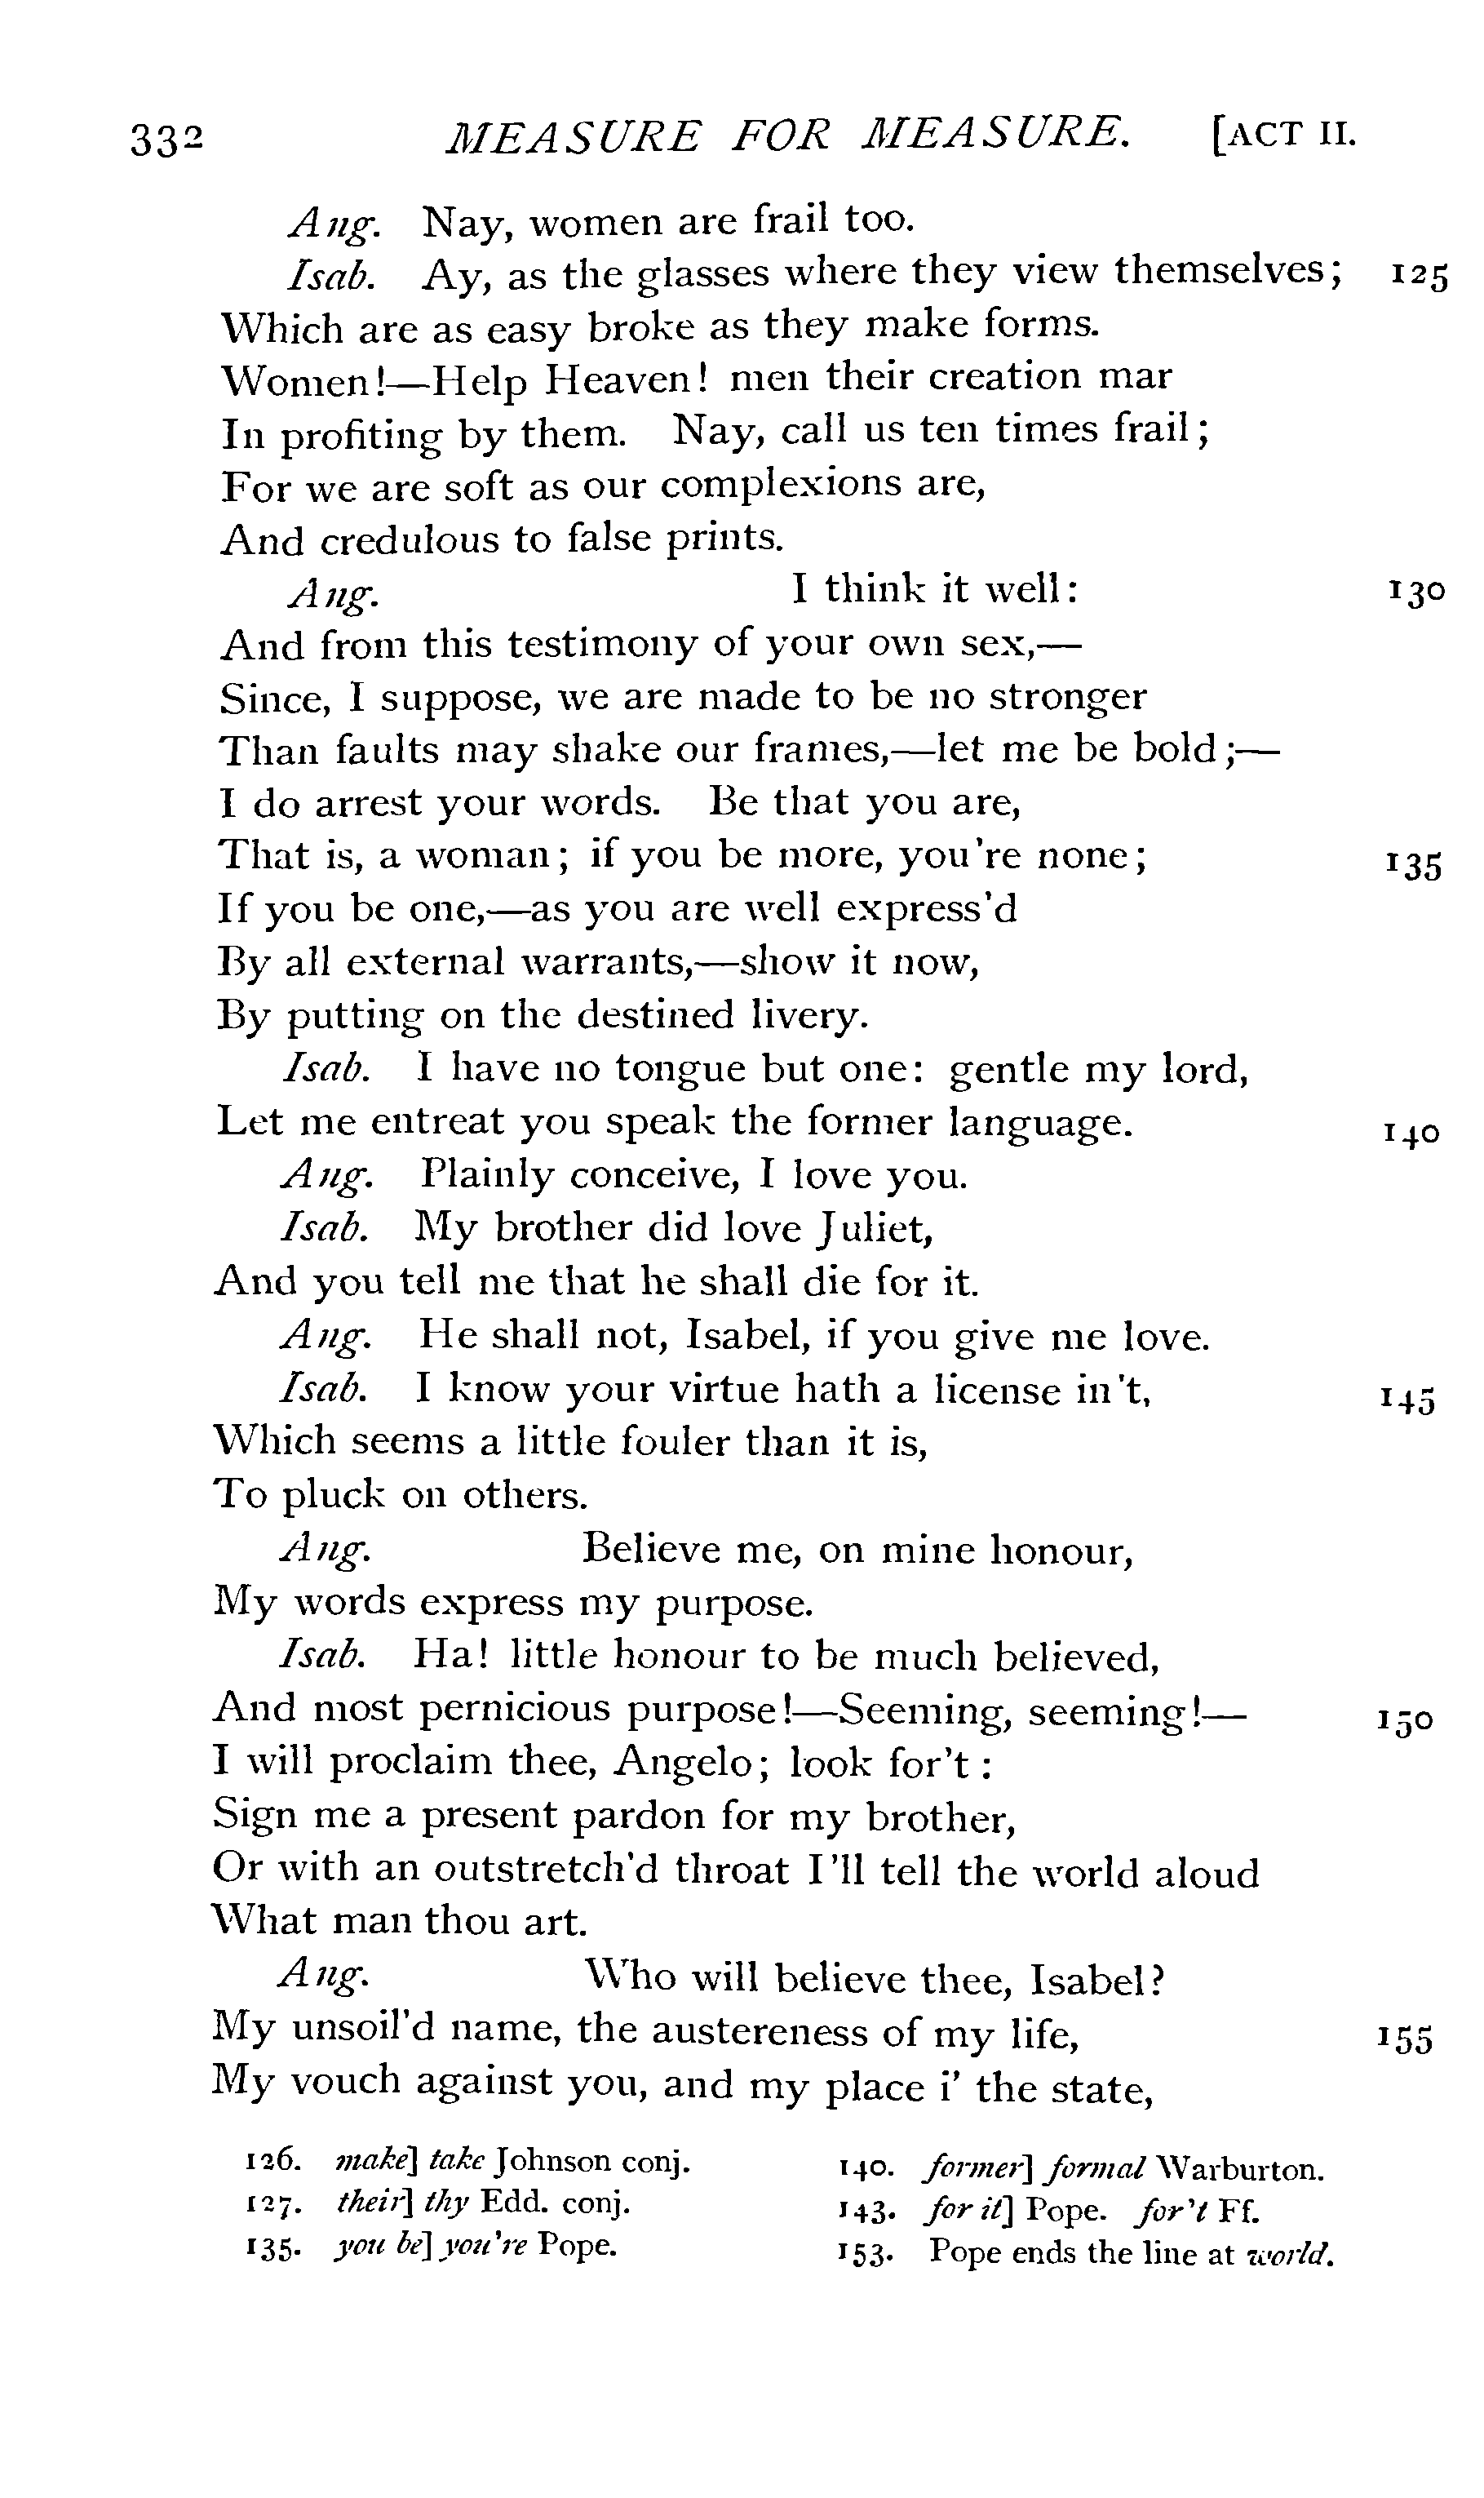 332 MEASURE FOR MEASURE. [ACT II.
Ang. Nay, women are frail too.
Isab. Ay, as the glasses where they view themselves; 125
Which are as easy broke as they make forms.
Women!—Help Heaven! men their creation mar
In profiting by them. Nay, call us ten times frail;
For we are soft as our complexions are,
And credulous to false prints.
Ang. I think it well: 130
And from this testimony of your own sex,—
Since, I suppose, we are made to be no stronger
Than faults may shake our frames,—let me be bold;—
I do arrest your words. Be that you are,
That is, a woman; if you be more, you're none; 135
If you be one,—as you are well express'd
By all external warrants,—show it now,
By putting on the destined livery.
Isab. I have no tongue but one: gentle my lord,
Let me entreat you speak the former language. 140
Ang. Plainly conceive, I love you.
Isab. My brother did love Juliet,
And you tell me that he shall die for it.
Ang. He shall not, Isabel, if you give me love.
Isab. I know your virtue hath a license in't, 145
Which seems a little fouler than it is,
To pluck on others.
Ang. Believe me, on mine honour,
My words express my purpose.
Isab. Ha! little honour to be much believed,
And most pernicious purpose!—Seeming, seeming!— 150
I will proclaim thee, Angelo; look for't:
Sign me a present pardon for my brother,
Or with an outstretch'd throat I'll tell the world aloud
What man thou art.
Ang. Who will believe thee, Isabel?
My unsoil'd name, the austereness of my life, 155
My vouch against you, and my place i' the state,
126. make] take Johnson conj.
127. their] thy Edd. conj.
135. you be] you're Pope.
140. former] formal Warburton.
143. for it] Pope. for't Ff.
153. Pope ends the line at world.